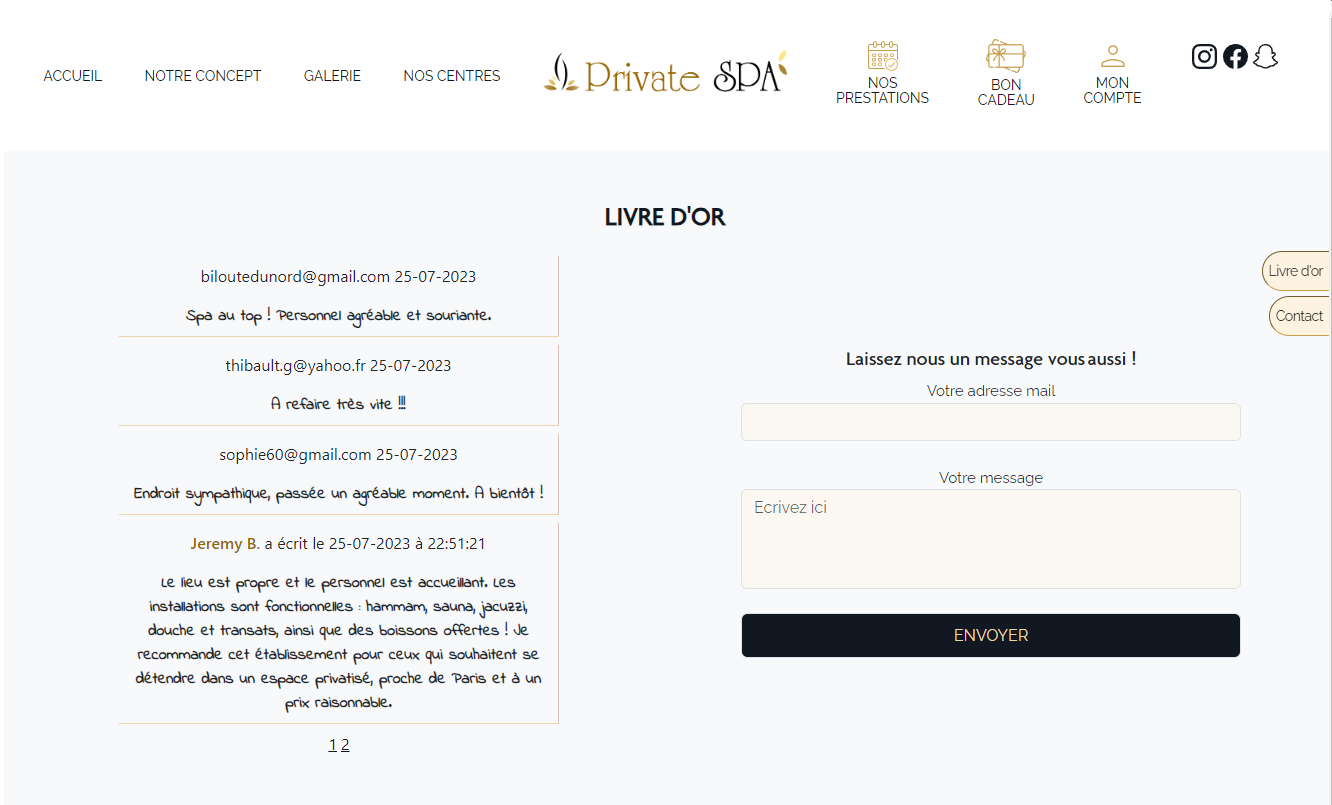 ACCUEIL
NOTRE CONCEPT
GALERIE
NOS CENTRES
Private SPA
NOS
PRESTATIONS
BON
CADEAU
MON
COMPTE
LIVRE D'OR
biloutedunord@gmail.com 25-07-2023
Spa au top ! Personnel agréable et souriante.
thibault.g@yahoo.fr 25-07-2023
A refaire très vite !!!
sophie60@gmail.com 25-07-2023
Endroit sympathique, passée un agréable moment. A bientôt !
Jeremy B. a écrit le 25-07-2023 à 22:51:21
Le lieu est propre et le personnel est accueillant. Les
installations sont fonctionnelles : hammam, sauna, jacuzzi,
douche et transats, ainsi que des boissons offertes ! Je
recommande cet établissement pour ceux qui souhaitent se
détendre dans un espace privatisé, proche de Paris et à un
prix raisonnable.
1 2
Livre d'or
Contact
Laissez nous un message vous aussi !
Votre adresse mail
Votre message
Ecrivez ici
ENVOYER